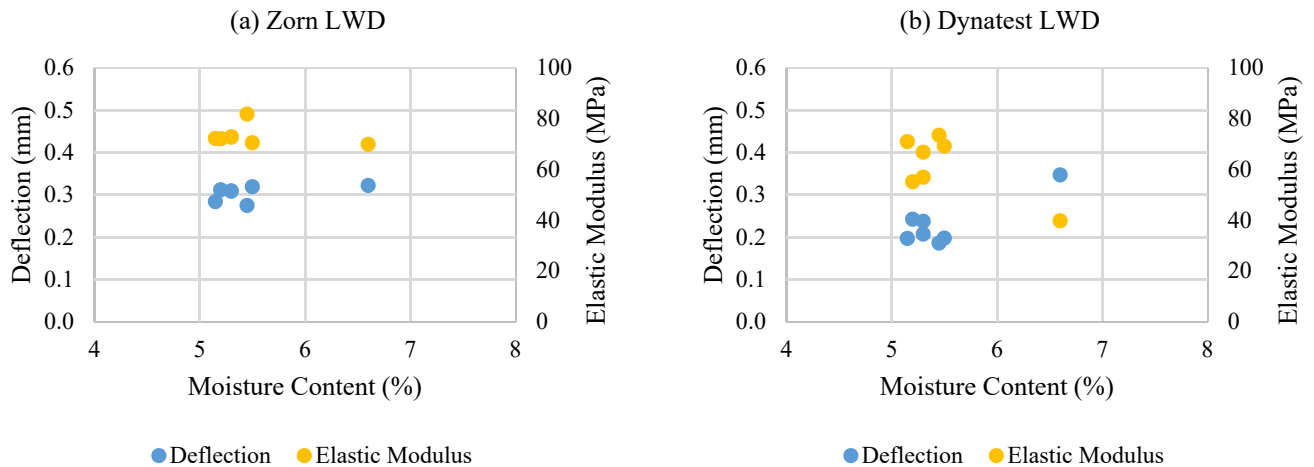 (a) Zorn LWD
0.6
0.5
0.4
0.3
0.2
0.1
0.0
Deflection (mm)
100
80
60
40
20
0
Elastic Modulus (MPa)
4 5 6 7 8
Moisture Content (%)
Deflection Elastic Modulus
(b) Dynatest LWD
0.6
0.5
0.4
0.3
0.2
0.1
0.0
Deflection (mm)
100
80
60
40
20
0
Elastic Modulus (MPa)
4 5 6 7 8
Moisture Content (%)
Deflection Elastic Modulus